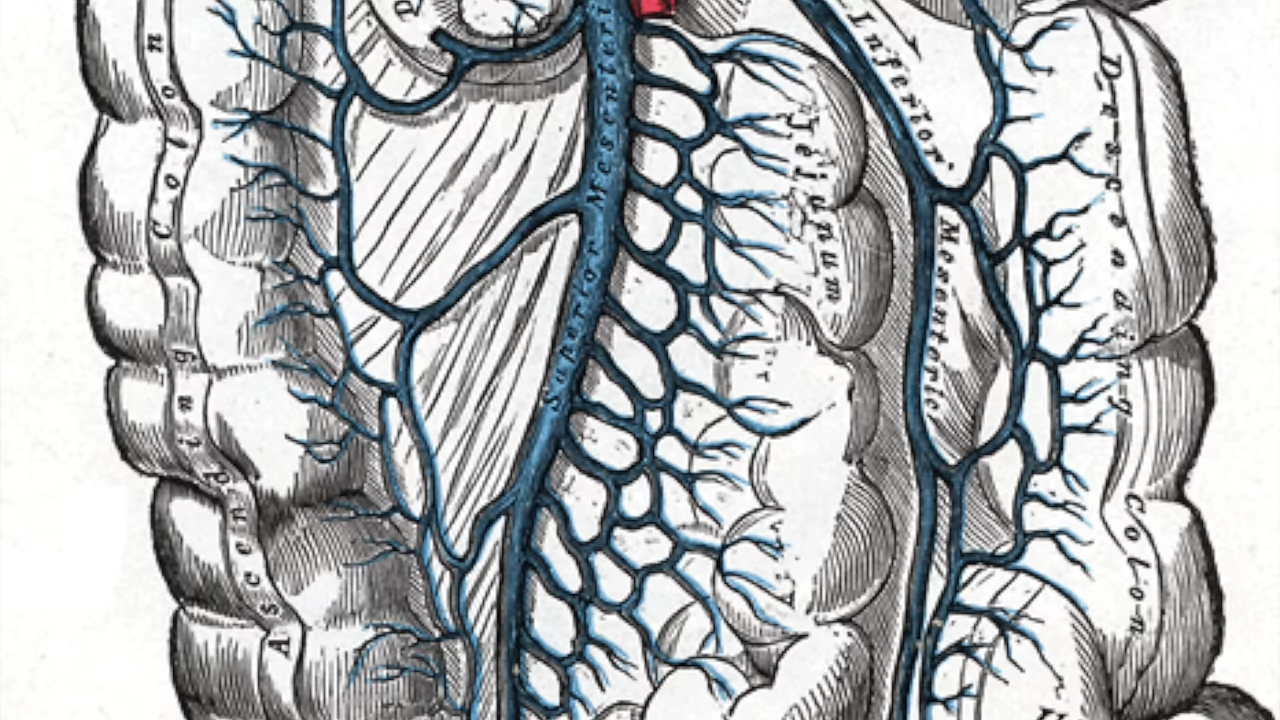 Ascending Colon
Superior Mesenteric
Jejunum
Inferior
Mesenteric
Descending
Colon